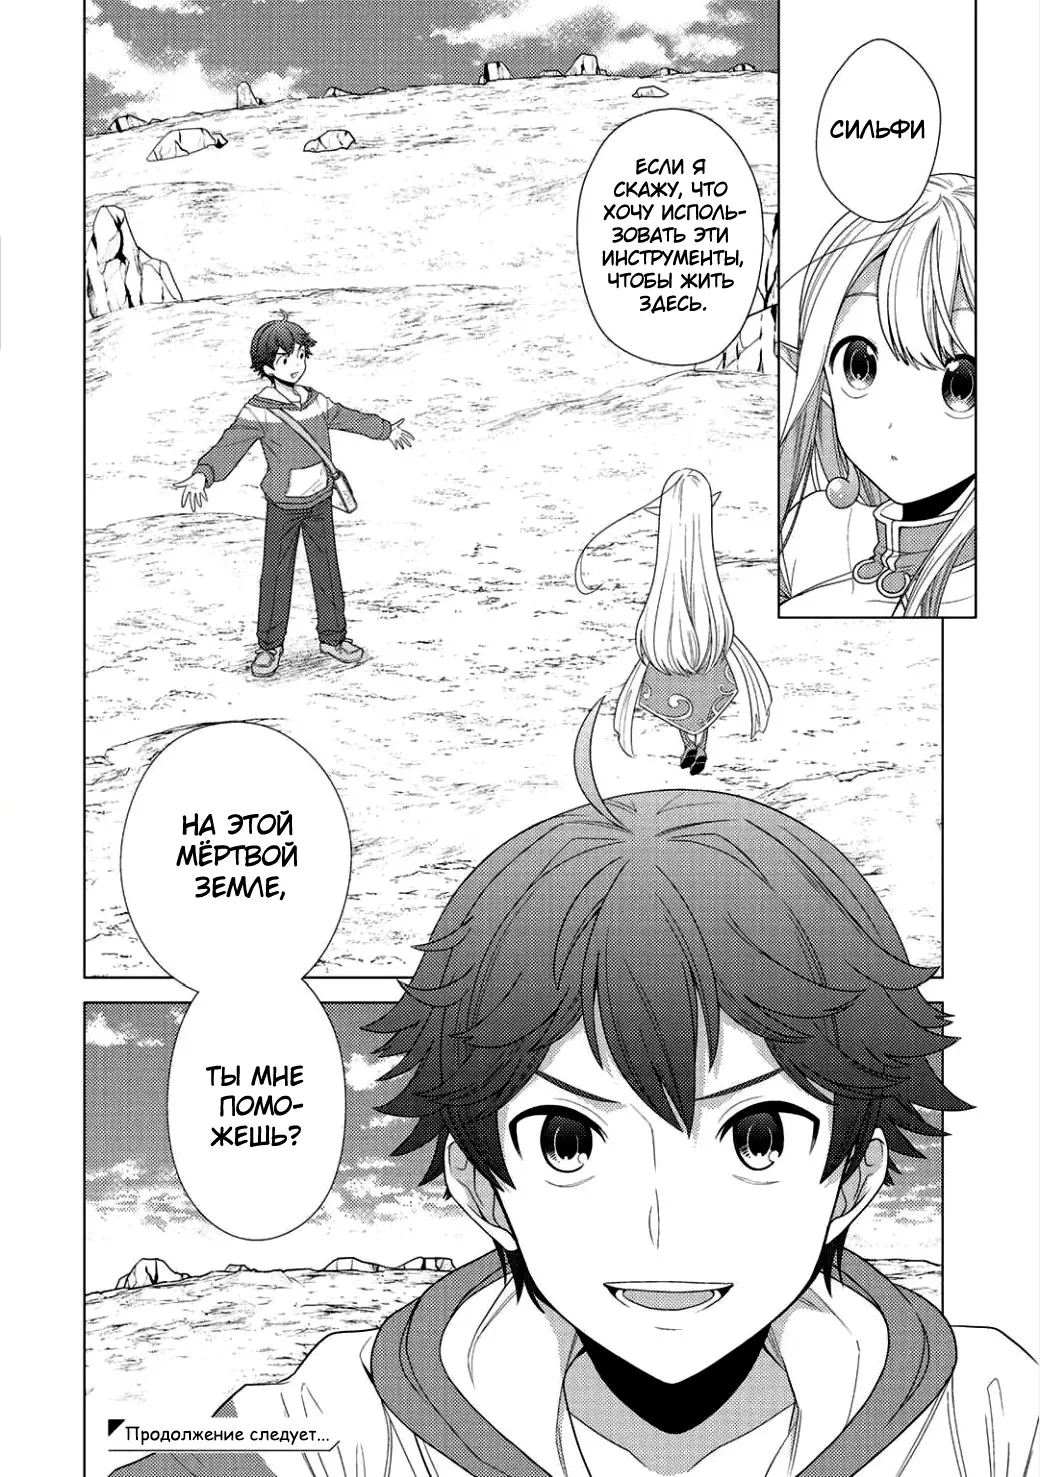 СИЛЬФИ
ЕСЛИ Я
СКАЖУ, ЧТО
ХОЧУ ИСПОЛЬ-
ЗОВАТЬ ЭТИ
ИНСТРУМЕНТЫ,
ЧТОБЫ ЖИТЬ
ЗДЕСЬ.
НА ЭТОЙ
МЁРТВОЙ
ЗЕМЛЕ,
ТЫ МНЕ
ПОМО-
ЖЕШЬ?
Продолжение следует...